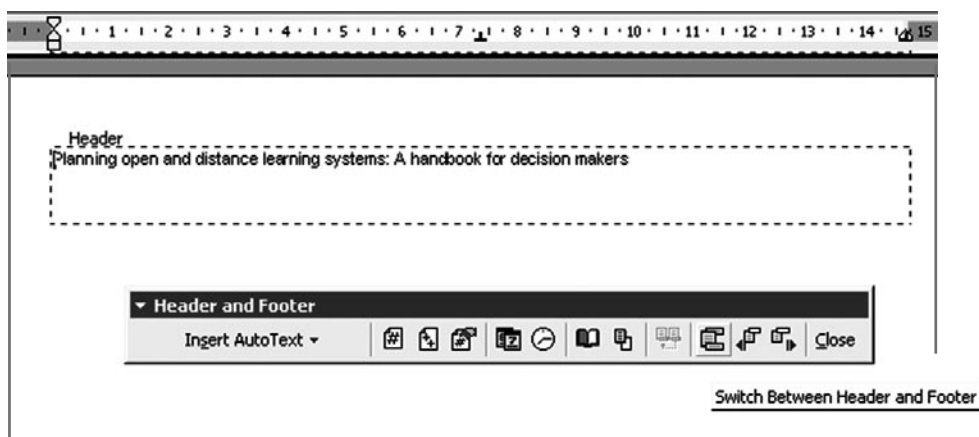 1 2 3 4 5 6 7 8 9 10 11 12 13 14 15
Header
Planning open and distance learning systems: A handbook for decision makers
Header and Footer
Insert AutoText Close
Switch Between Header and Footer